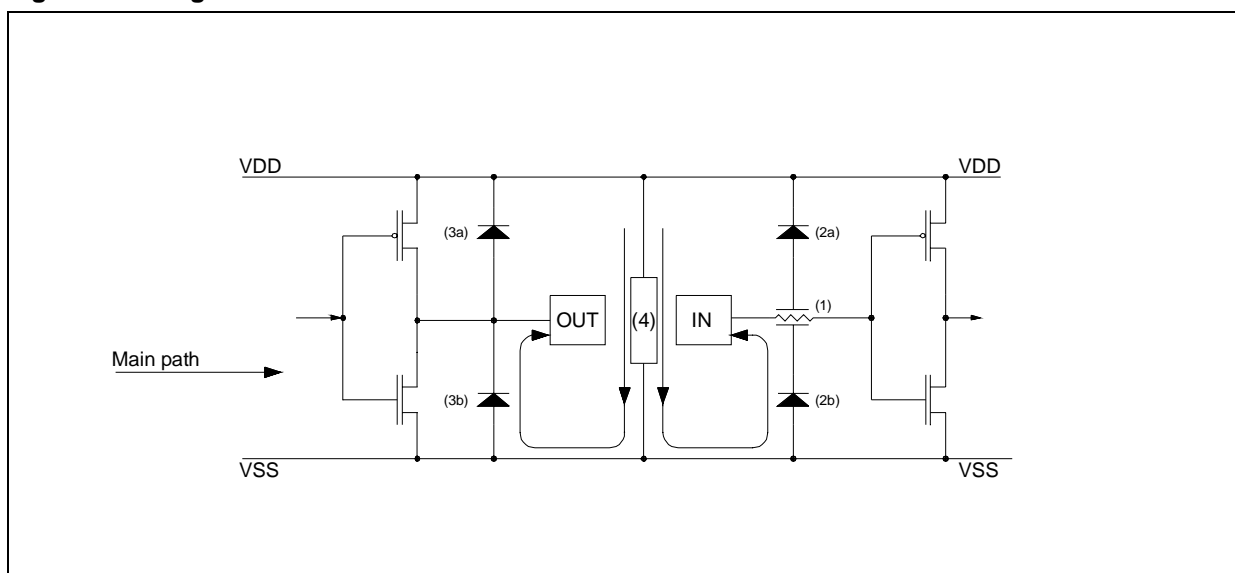 VDD
VDD
(3a)
(2a)
(1)
OUT
(4)
IN
Main path
(3b)
(2b)
VSS
VSS